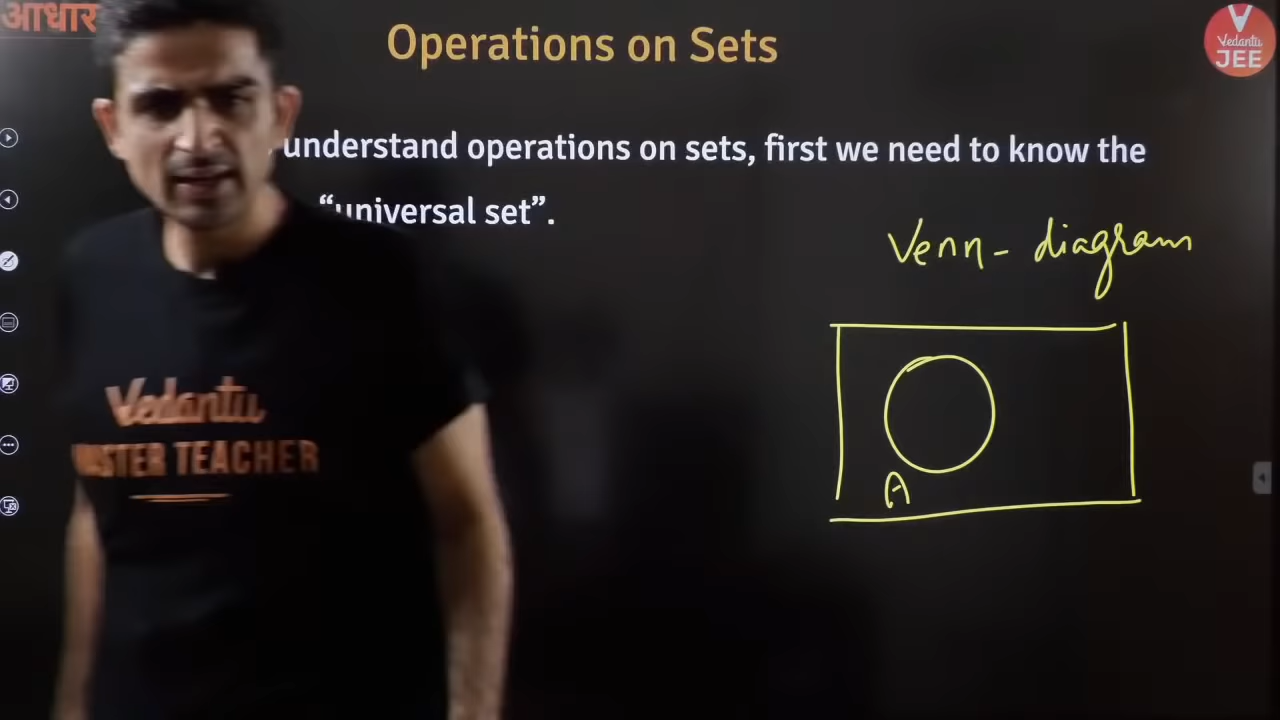 आधार
Operations on Sets
Vedantu
JEE
understand operations on sets, first we need to know the
“universal set”.
Venn - diagram
A
Vedantu
MASTER TEACHER